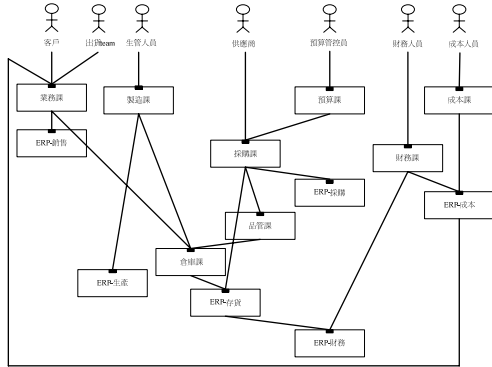 客戶
出貨team
生管人員
供應商
預算管控員
財務人員
成本人員
業務課
製造課
預算課
成本課
ERP-銷售
採購課
財務課
ERP-採購
ERP-成本
品管課
倉庫課
ERP-生產
ERP-存貨
ERP-財務